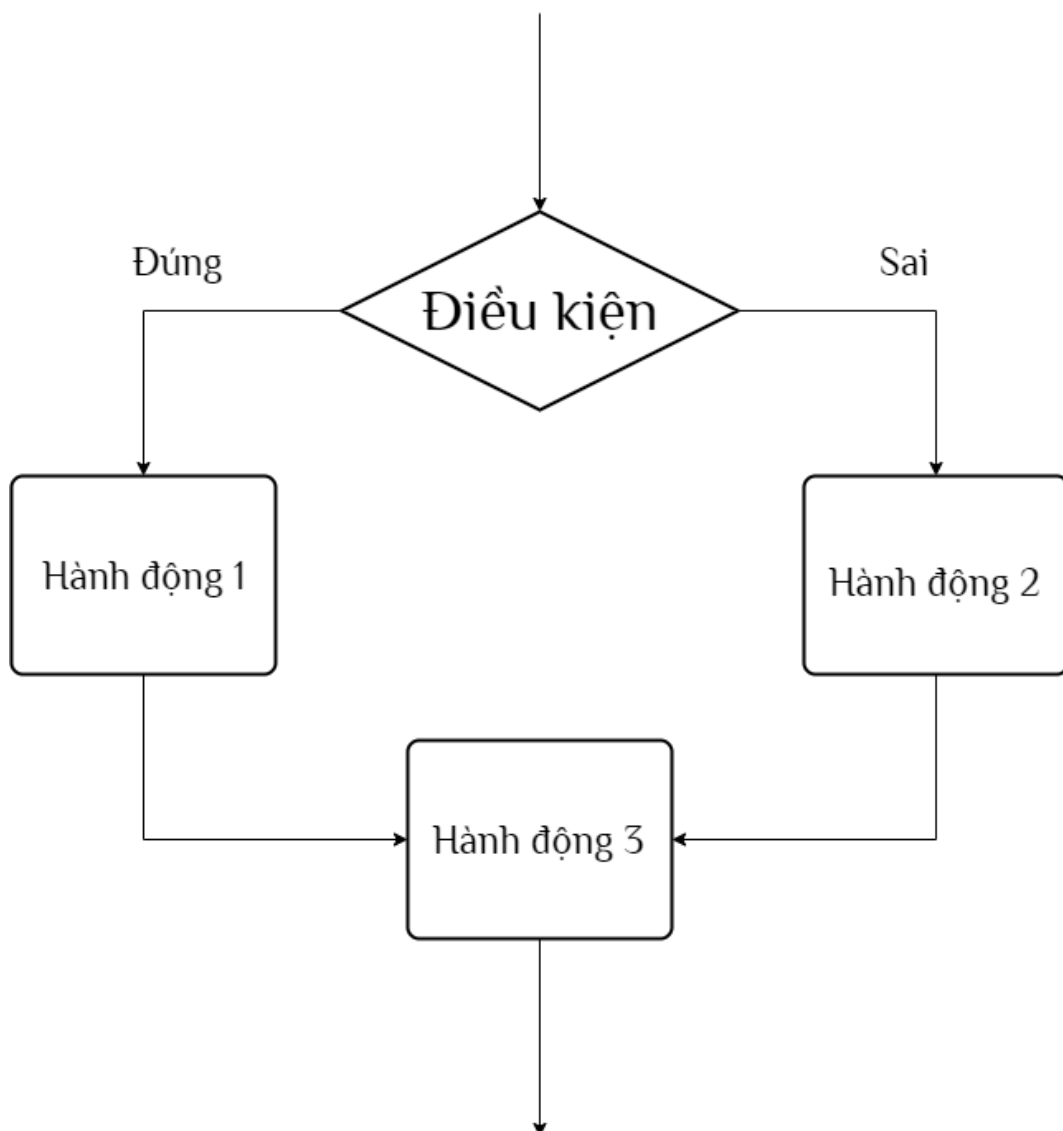 Đúng
Sai
Điều kiện
Hành động 1
Hành động 2
Hành động 3